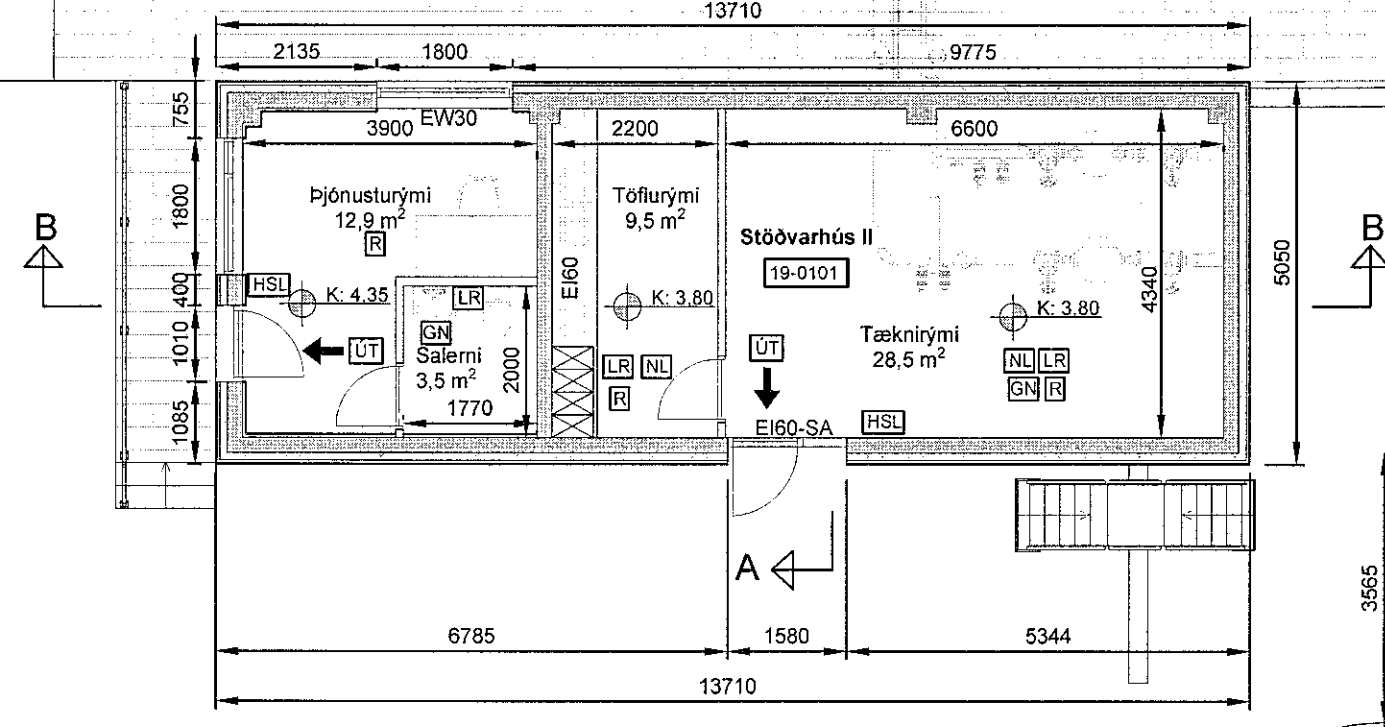 13710
2135 1800 9775
755
EW30
3900 2200 6600
Þjónusturými
12,9 m²
R
Töflurými
9,5 m²
Stöðvarhús II
19-0101
B
B
1800
5050
4340
EI60
HSL
K: 4,35
LR
K: 3,80
K: 3,80
400
GN
Salerni
3,5 m²
2000
1770
ÚT
1010
1085
LR NL
R
ÚT
Tæknirými
28,5 m²
NL LR
GN R
EI60-SA
HSL
A
3565
6785 1580 5344
13710